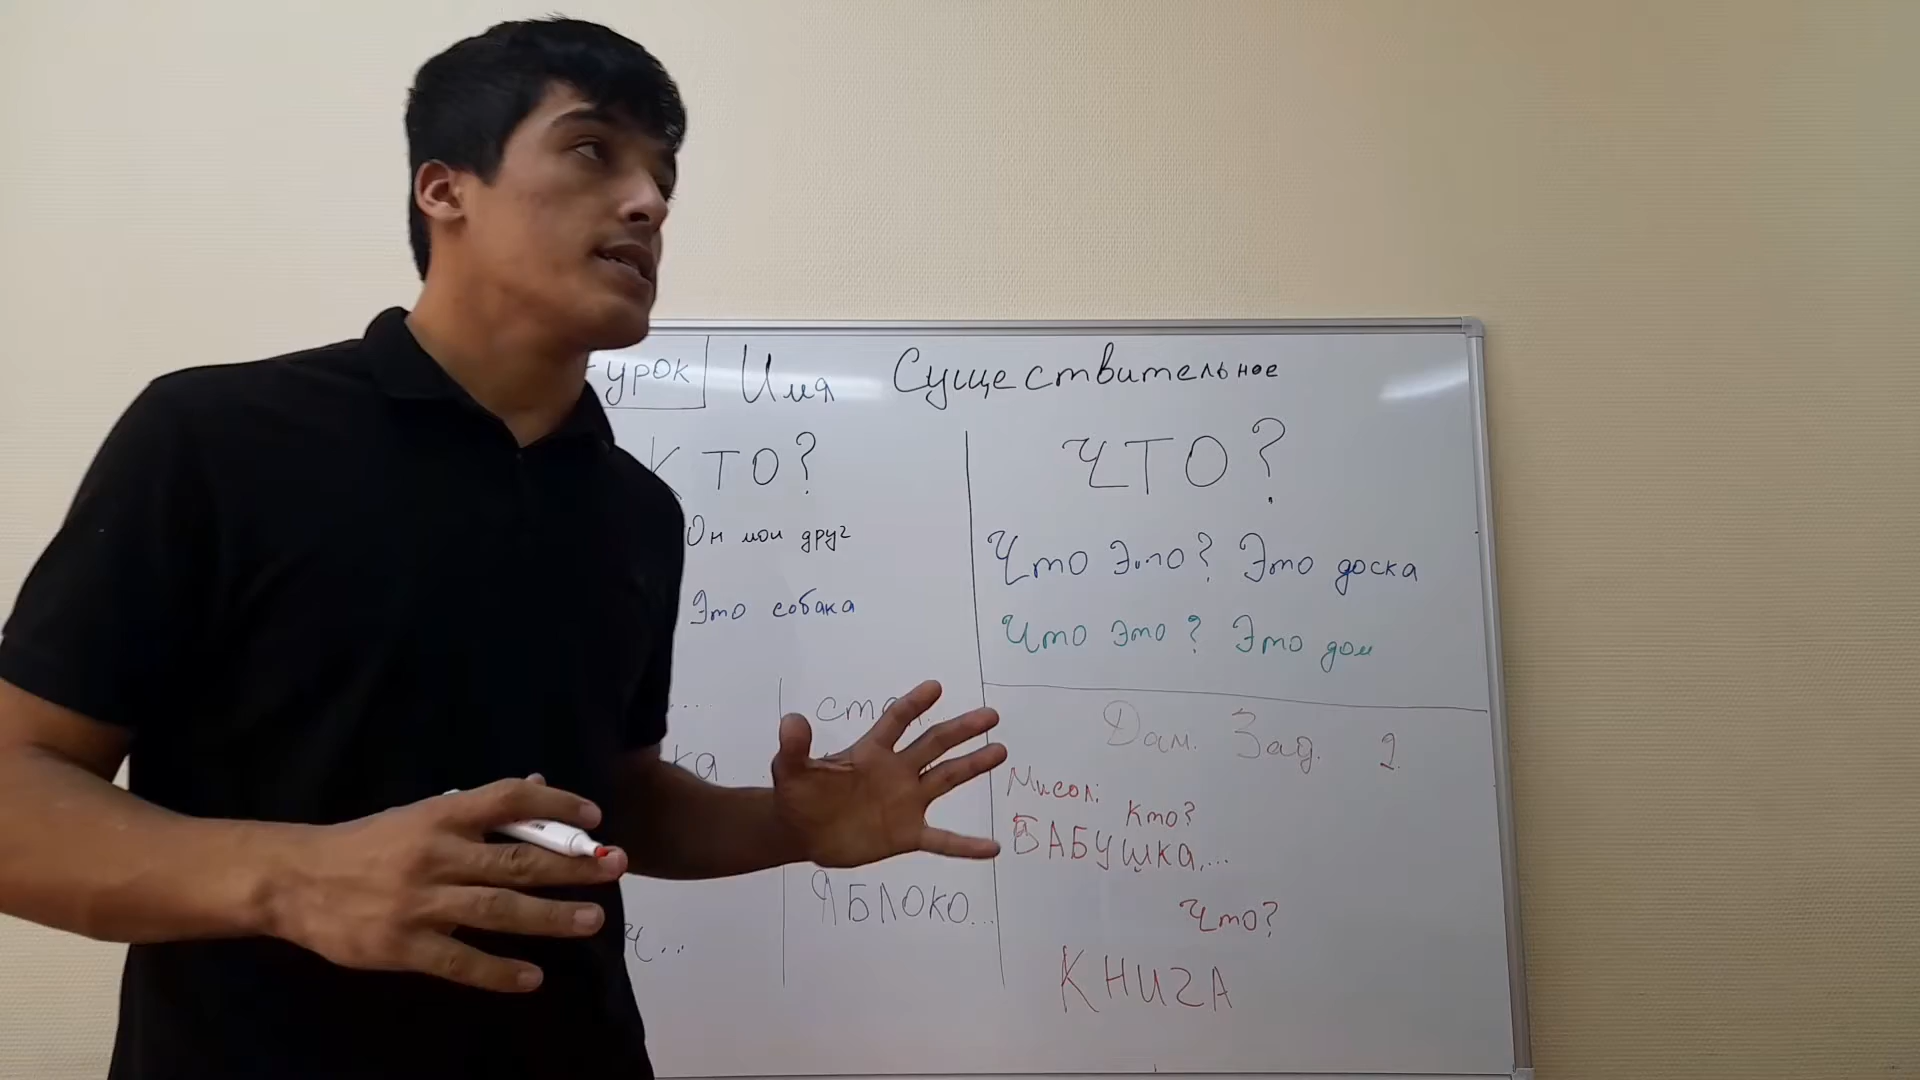 урок Имя Существительное
КТО?
Он мои друг
Это собака
ЧТО?
Что это? Это доска
Что это? Это дом
стол...
ЯБЛОКО...
Дом. Зад. 2
Мисол:
Кто?
БАБУШКА,...
Что?
КНИГА